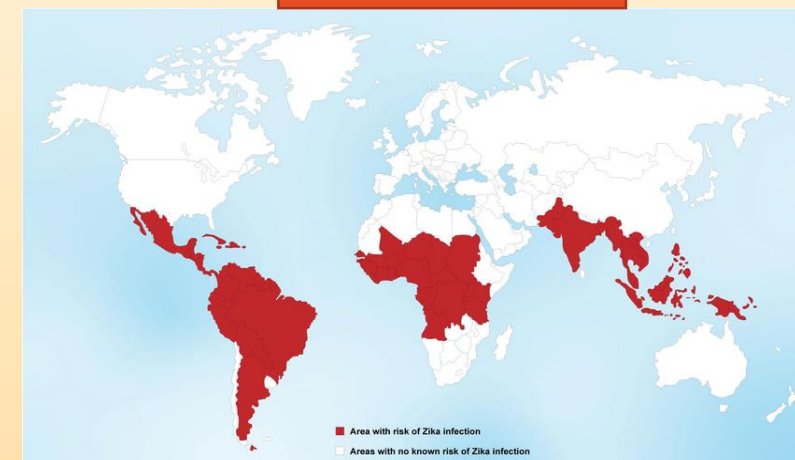 Area with risk of Zika infection
Areas with no known risk of Zika infection